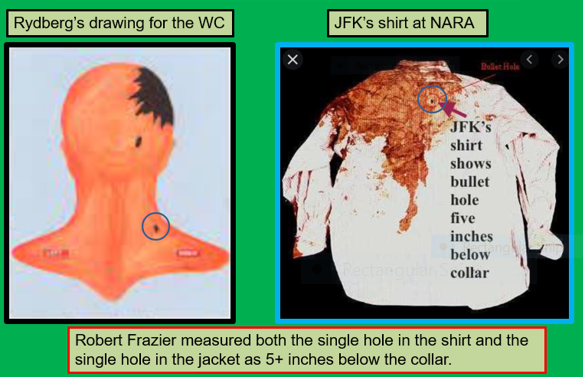 Rydberg's drawing for the WC
JFK's shirt at NARA
LEFT
Bullet Hole
JFK's
shirt
shows
bullet
hole
five
inches
below
collar
Robert Frazier measured both the single hole in the shirt and the
single hole in the jacket as 5+ inches below the collar.